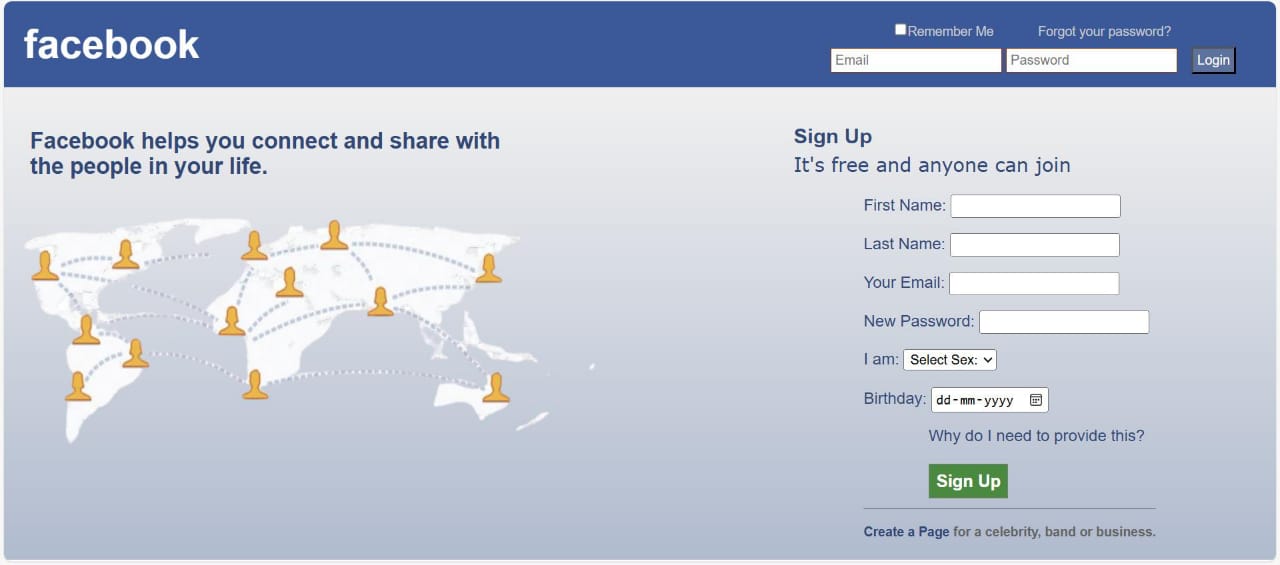 facebook
Remember Me
Forgot your password?
Email
Password
Login
Facebook helps you connect and share with
the people in your life.
Sign Up
It's free and anyone can join
First Name:
Last Name:
Your Email:
New Password:
I am: Select Sex:
Birthday: dd-mm-yyyy
Why do I need to provide this?
Sign Up
Create a Page for a celebrity, band or business.